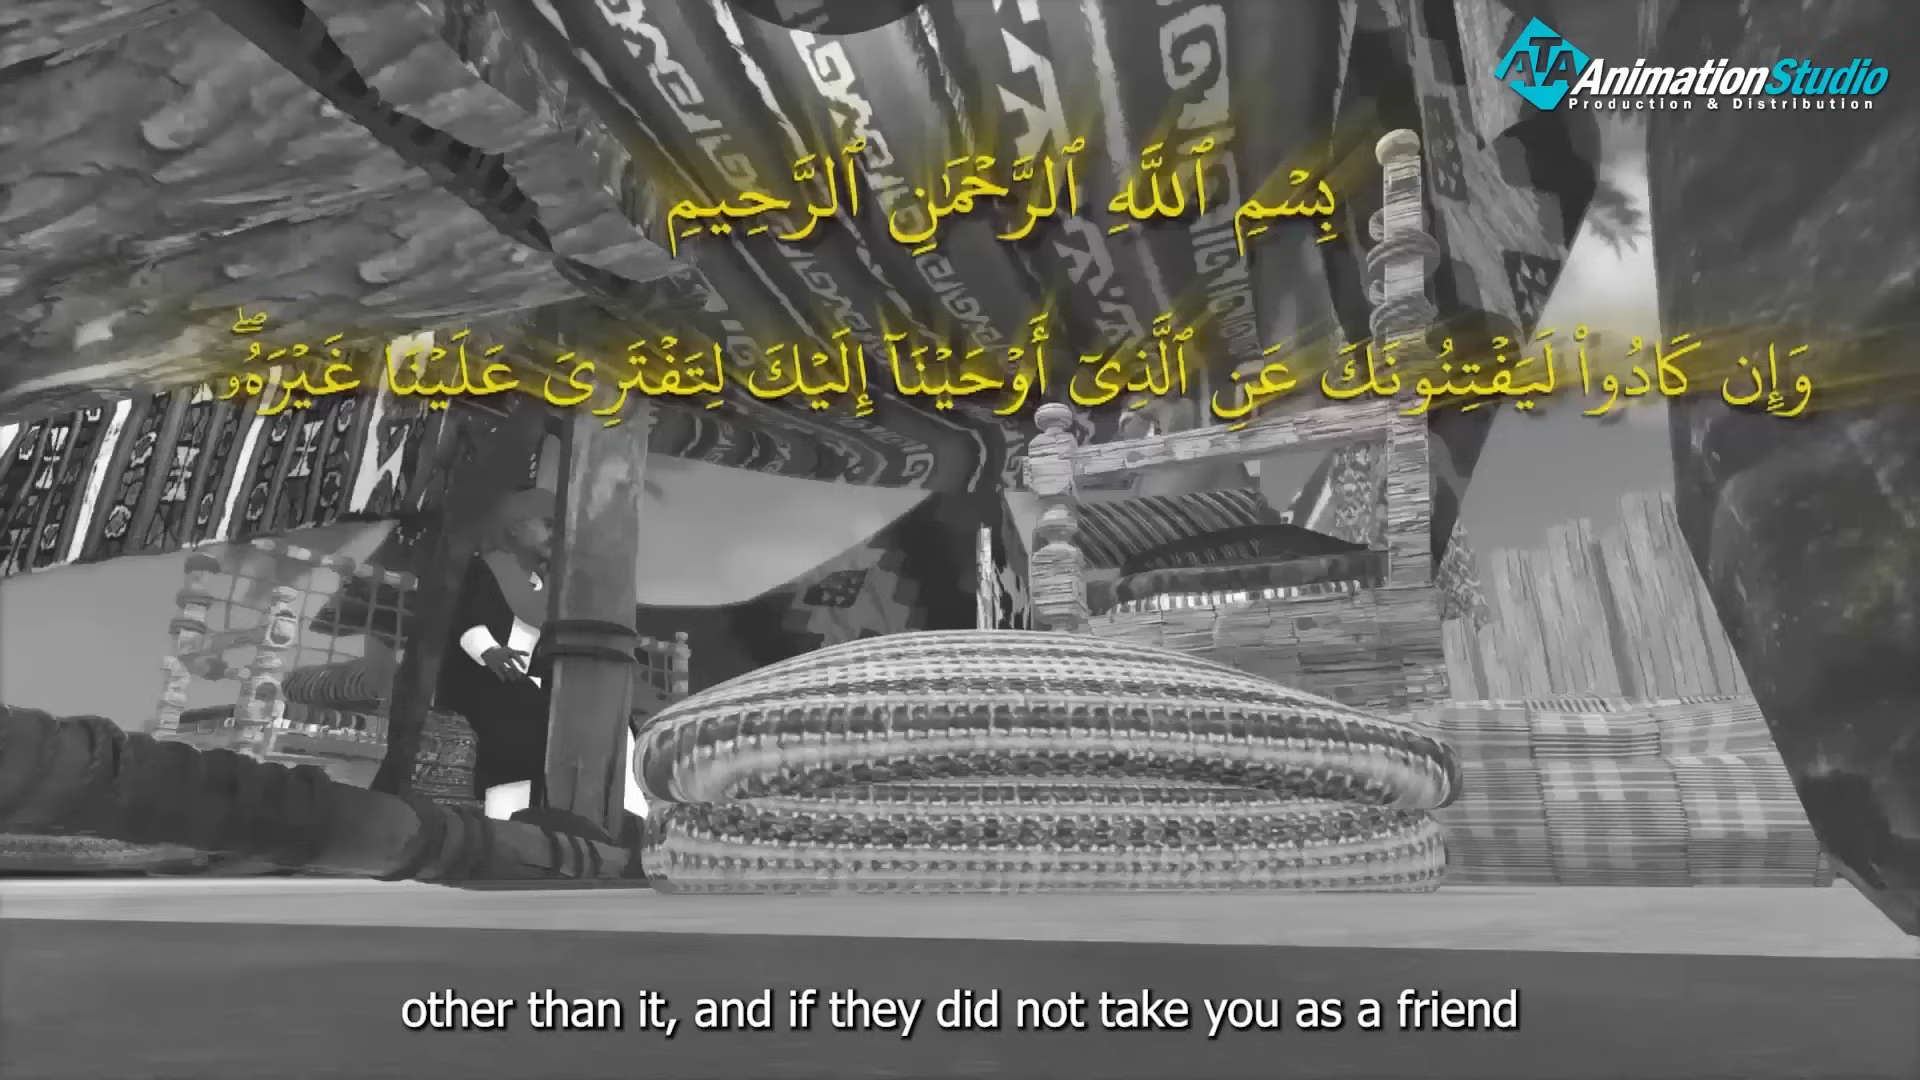 ATA AnimationStudio
Production & Distribution
بِسْمِ ٱللَّهِ ٱلرَّحْمَٰنِ ٱلرَّحِيمِ
وَإِن كَادُوا۟ لَيَفْتِنُونَكَ عَنِ ٱلَّذِىٓ أَوْحَيْنَآ إِلَيْكَ لِتَفْتَرِىَ عَلَيْنَا غَيْرَهُۥ ۖ
other than it, and if they did not take you as a friend